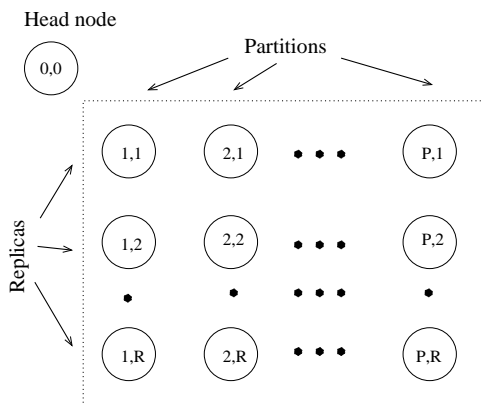 Head node
0,0
Partitions
1,1
2,1
P,1
Replicas
1,2
2,2
P,2
1,R
2,R
P,R